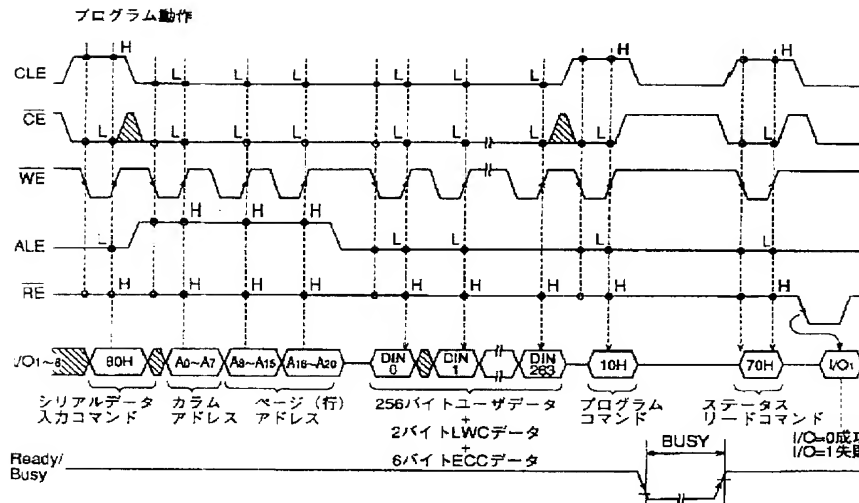 プログラム動作
CLE H L L L L L L H H
CE L L L L L L L L L
WE
ALE L H H H L L L L
RE H H H H H H H H H
I/O1~8 80H A0~A7 A8~A15 A16~A20 DIN 0 DIN 1 DIN 263 10H 70H I/O1
シリアルデータ
入力コマンド
カラム
アドレス
ページ (行)
アドレス
256バイトユーザデータ
+
2バイトLWCデータ
+
6バイトECCデータ
プログラム
コマンド
ステータス
リードコマンド
I/O=0成功
I/O=1失敗
Ready/
Busy
BUSY